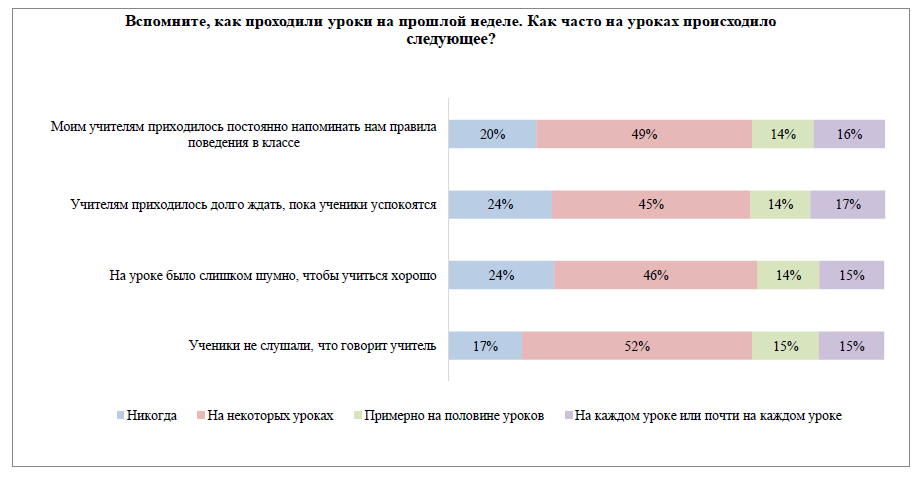 Вспомните, как проходили уроки на прошлой неделе. Как часто на уроках происходило
следующее?
Моим учителям приходилось постоянно напоминать нам правила
поведения в классе
20% 49% 14% 16%
Учителям приходилось долго ждать, пока ученики успокоятся
24% 45% 14% 17%
На уроке было слишком шумно, чтобы учиться хорошо
24% 46% 14% 15%
Ученики не слушали, что говорит учитель
17% 52% 15% 15%
Никогда На некоторых уроках Примерно на половине уроков На каждом уроке или почти на каждом уроке